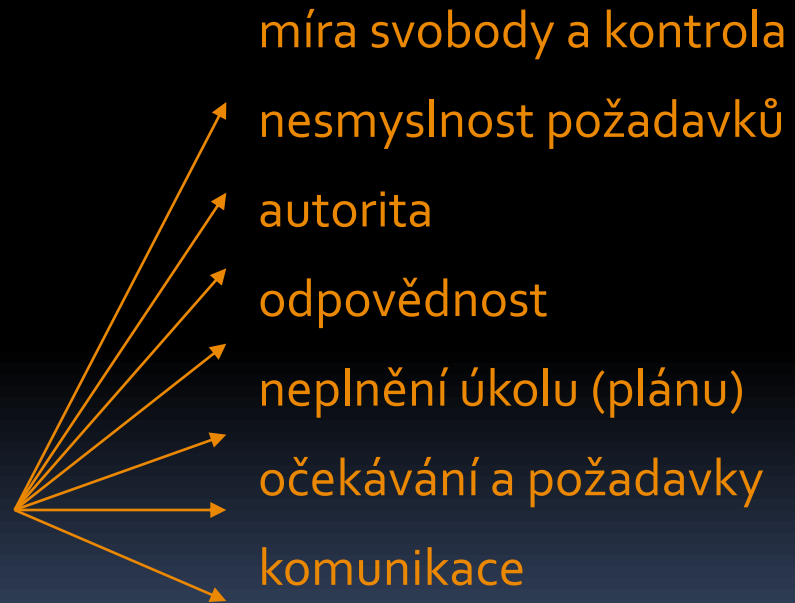 míra svobody a kontrola
nesmyslnost požadavků
autorita
odpovědnost
neplnění úkolu (plánu)
očekávání a požadavky
komunikace